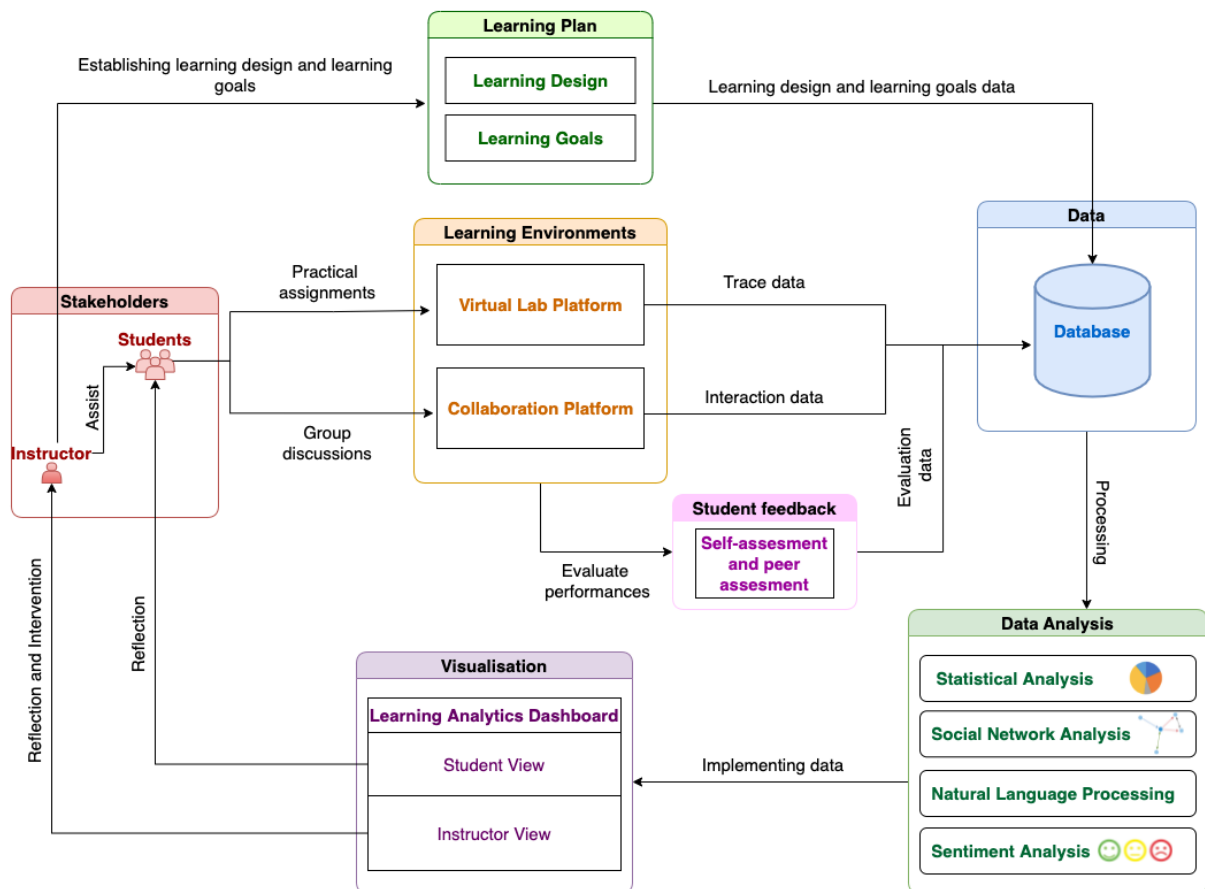 Learning Plan
Establishing learning design and learning
goals
Learning Design
Learning Goals
Learning design and learning goals data
Data
Database
Learning Environments
Practical
assignments
Virtual Lab Platform
Trace data
Stakeholders
Students
Assist
Instructor
Collaboration Platform
Interaction data
Group
discussions
Evaluation
data
Student feedback
Self-assesment
and peer
assesment
Evaluate
performances
Processing
Data Analysis
Statistical Analysis
Social Network Analysis
Natural Language Processing
Sentiment Analysis
Implementing data
Visualisation
Learning Analytics Dashboard
Student View
Instructor View
Reflection
Reflection and Intervention